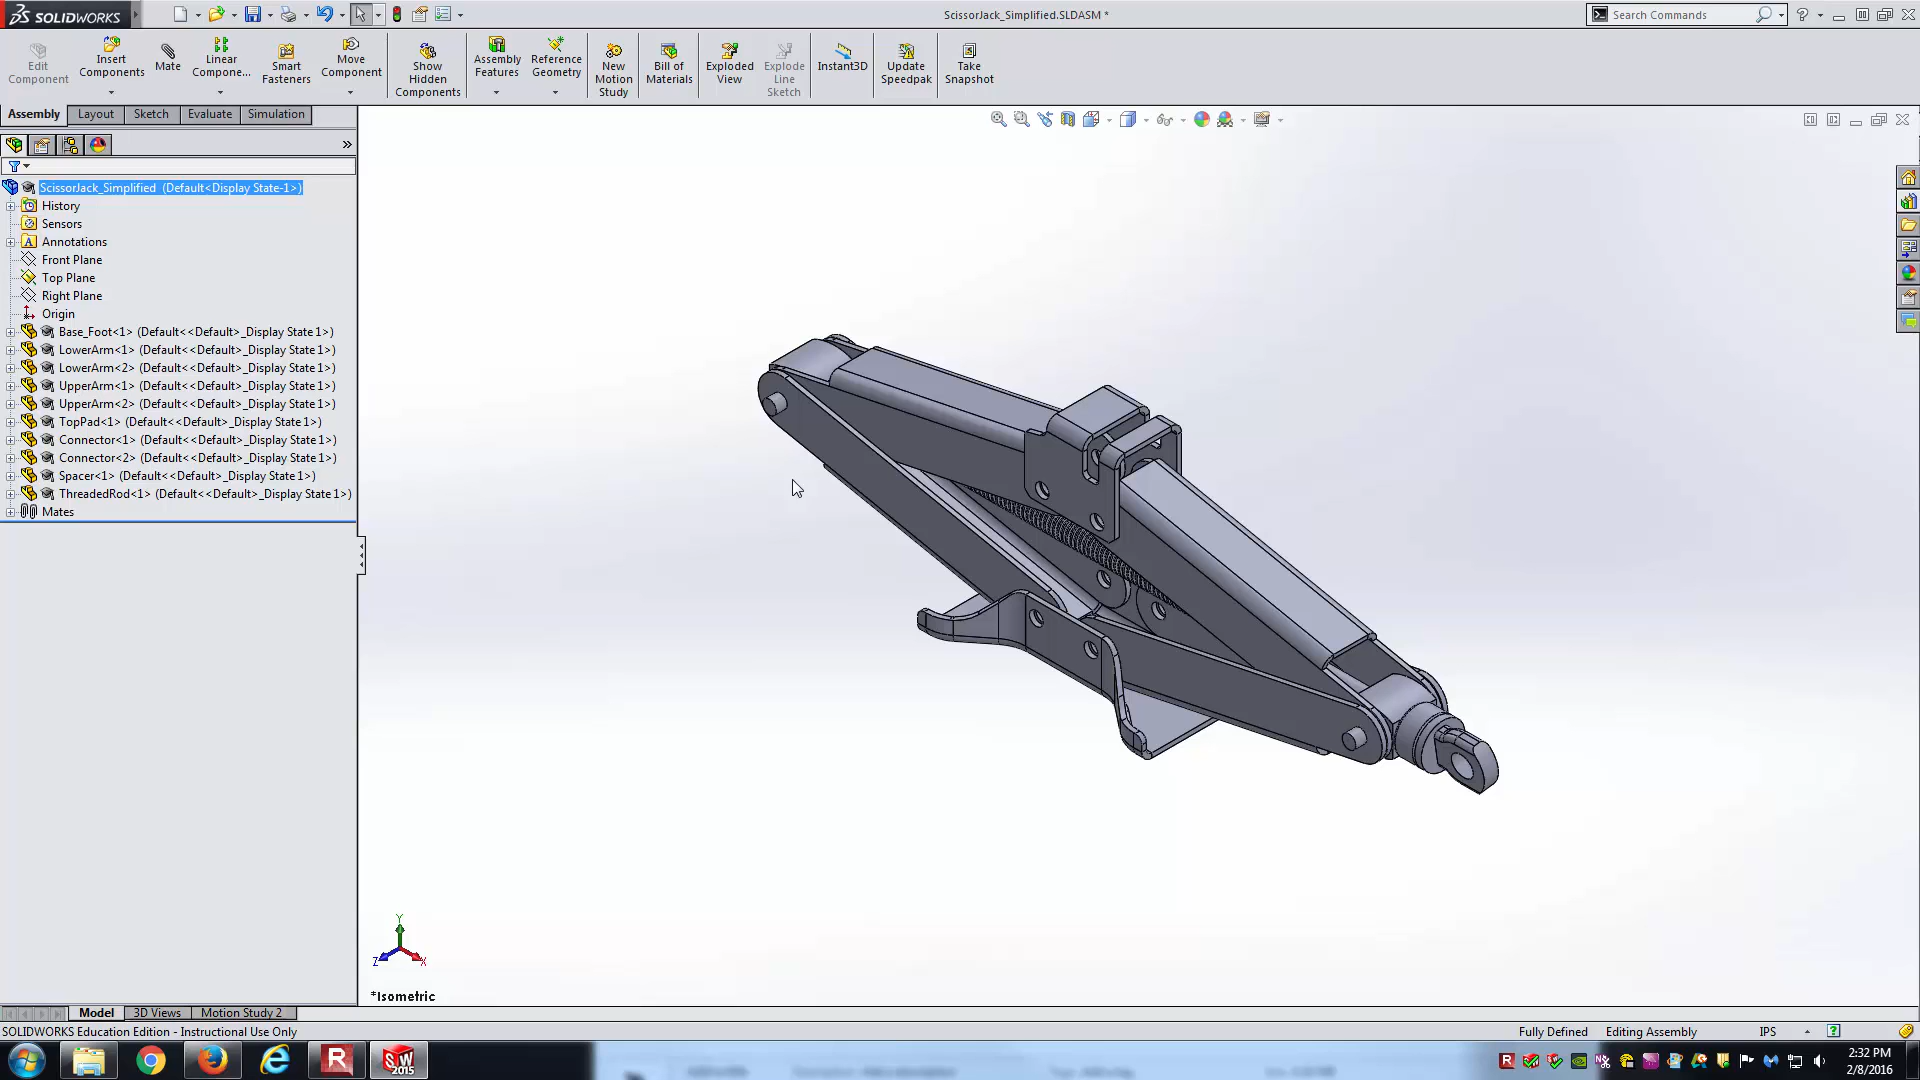 SOLIDWORKS
ScissorJack_Simplified.SLDASM *
Search Commands
Edit Component
Insert Components
Mate
Linear Compone...
Smart Fasteners
Move Component
Show Hidden Components
Assembly Features
Reference Geometry
New Motion Study
Bill of Materials
Exploded View
Explode Line Sketch
Instant3D
Update Speedpak
Take Snapshot
Assembly Layout Sketch Evaluate Simulation
ScissorJack_Simplified (Default<Display State-1>)
History
Sensors
Annotations
Front Plane
Top Plane
Right Plane
Origin
Base_Foot<1> (Default<<Default>_Display State 1>)
LowerArm<1> (Default<<Default>_Display State 1>)
LowerArm<2> (Default<<Default>_Display State 1>)
UpperArm<1> (Default<<Default>_Display State 1>)
UpperArm<2> (Default<<Default>_Display State 1>)
TopPad<1> (Default<<Default>_Display State 1>)
Connector<1> (Default<<Default>_Display State 1>)
Connector<2> (Default<<Default>_Display State 1>)
Spacer<1> (Default<<Default>_Display State 1>)
ThreadedRod<1> (Default<<Default>_Display State 1>)
Mates
Y
Z
X
*Isometric
Model 3D Views Motion Study 2
SOLIDWORKS Education Edition - Instructional Use Only
Fully Defined Editing Assembly IPS
2:32 PM
2/8/2016
R
SW
2015